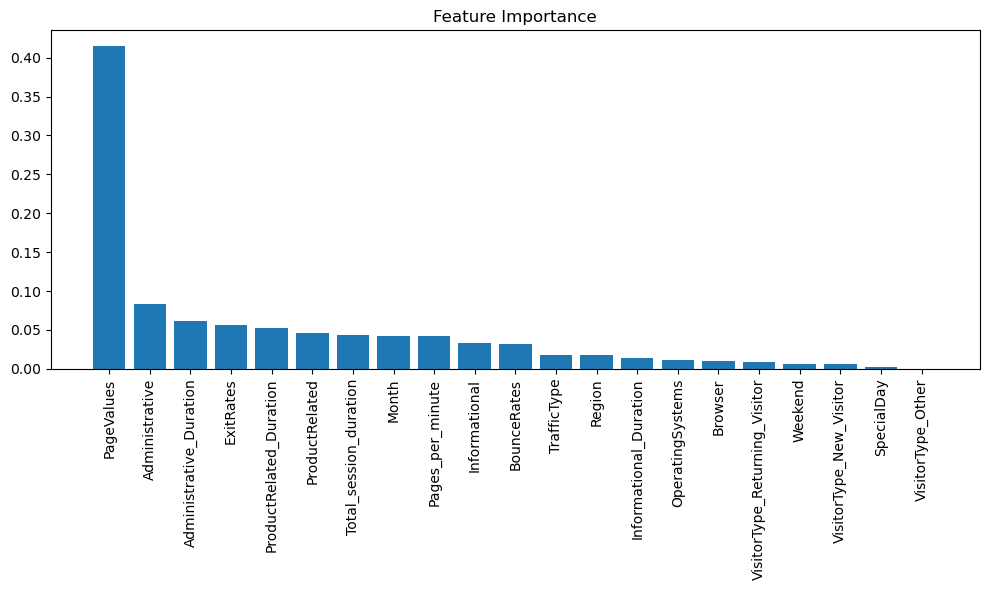 Feature Importance
0.40
0.35
0.30
0.25
0.20
0.15
0.10
0.05
0.00
PageValues
Administrative
Administrative_Duration
ExitRates
ProductRelated_Duration
ProductRelated
Total_session_duration
Month
Pages_per_minute
Informational
BounceRates
TrafficType
Region
Informational_Duration
OperatingSystems
Browser
VisitorType_Returning_Visitor
Weekend
VisitorType_New_Visitor
SpecialDay
VisitorType_Other